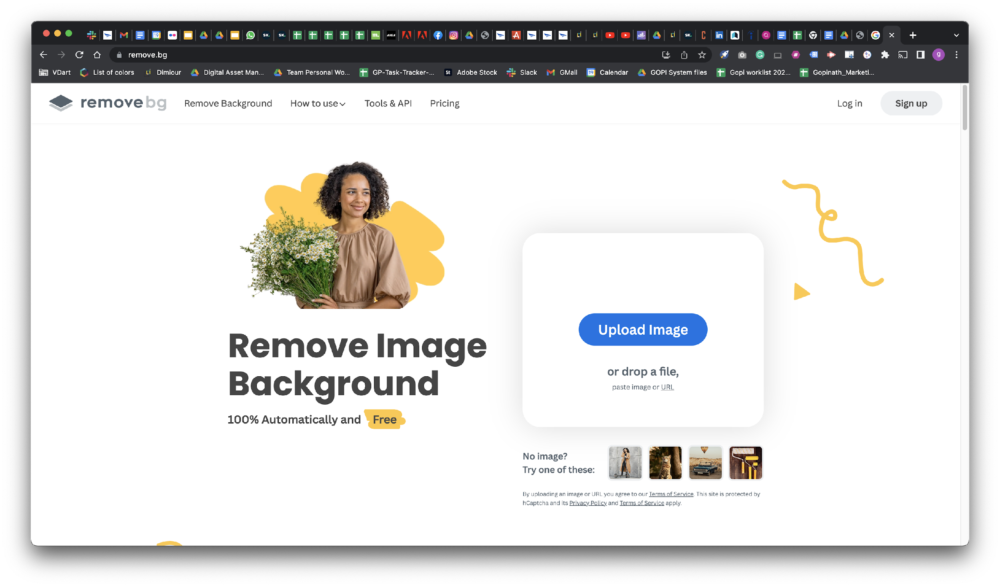 remove.bg
VDart
List of colors
Dimiour
Digital Asset Man...
Team Personal Wo...
GP-Task-Tracker-...
St
Adobe Stock
Slack
GMail
19
Calendar
GOPI System files
Gopi worklist 202...
Gopinath_Marketi...
removebg
Remove Background
How to use
Tools & API
Pricing
Log in
Sign up
Remove Image
Background
100% Automatically and Free
Upload Image
or drop a file,
paste image or URL
No image?
Try one of these:
By uploading an image or URL you agree to our Terms of Service. This site is protected by
hCaptcha and its Privacy Policy and Terms of Service apply.